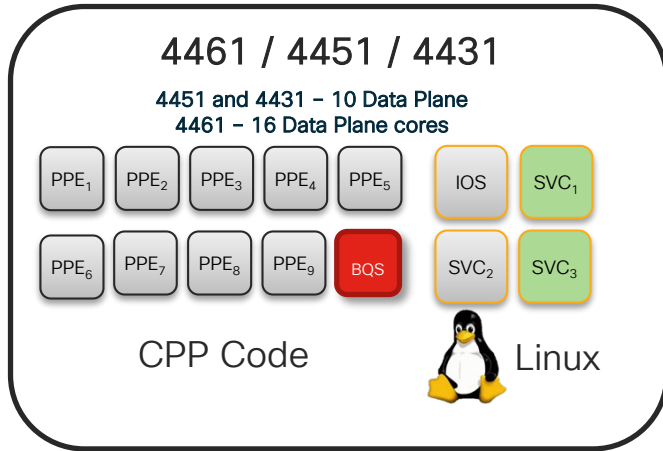 4461 / 4451 / 4431
4451 and 4431 – 10 Data Plane
4461 – 16 Data Plane cores
PPE₁ PPE₂ PPE₃ PPE₄ PPE₅ IOS SVC₁
PPE₆ PPE₇ PPE₈ PPE₉ BQS SVC₂ SVC₃
CPP Code Linux